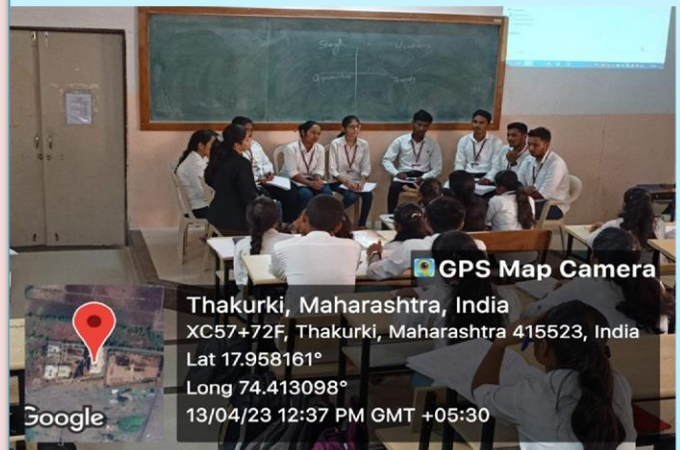 GPS Map Camera
Thakurki, Maharashtra, India
XC57+72F, Thakurki, Maharashtra 415523, India
Lat 17.958161°
Long 74.413098°
13/04/23 12:37 PM GMT +05:30
Google